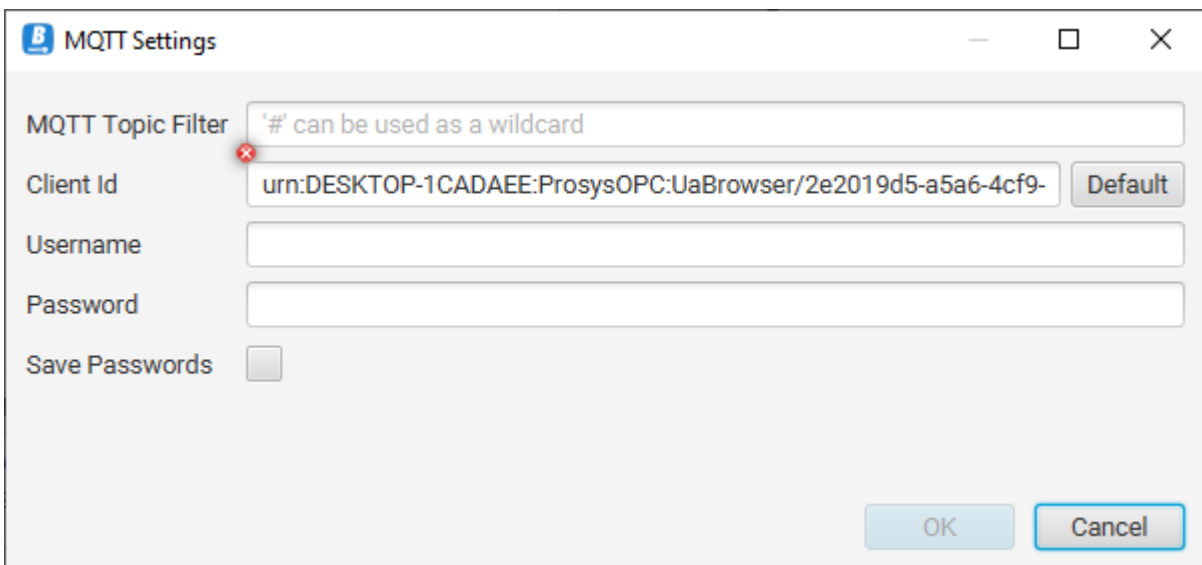 MQTT Settings
MQTT Topic Filter '#' can be used as a wildcard
Client Id urn:DESKTOP-1CADAEE:ProsysOPC:UaBrowser/2e2019d5-a5a6-4cf9- Default
Username
Password
Save Passwords
OK Cancel